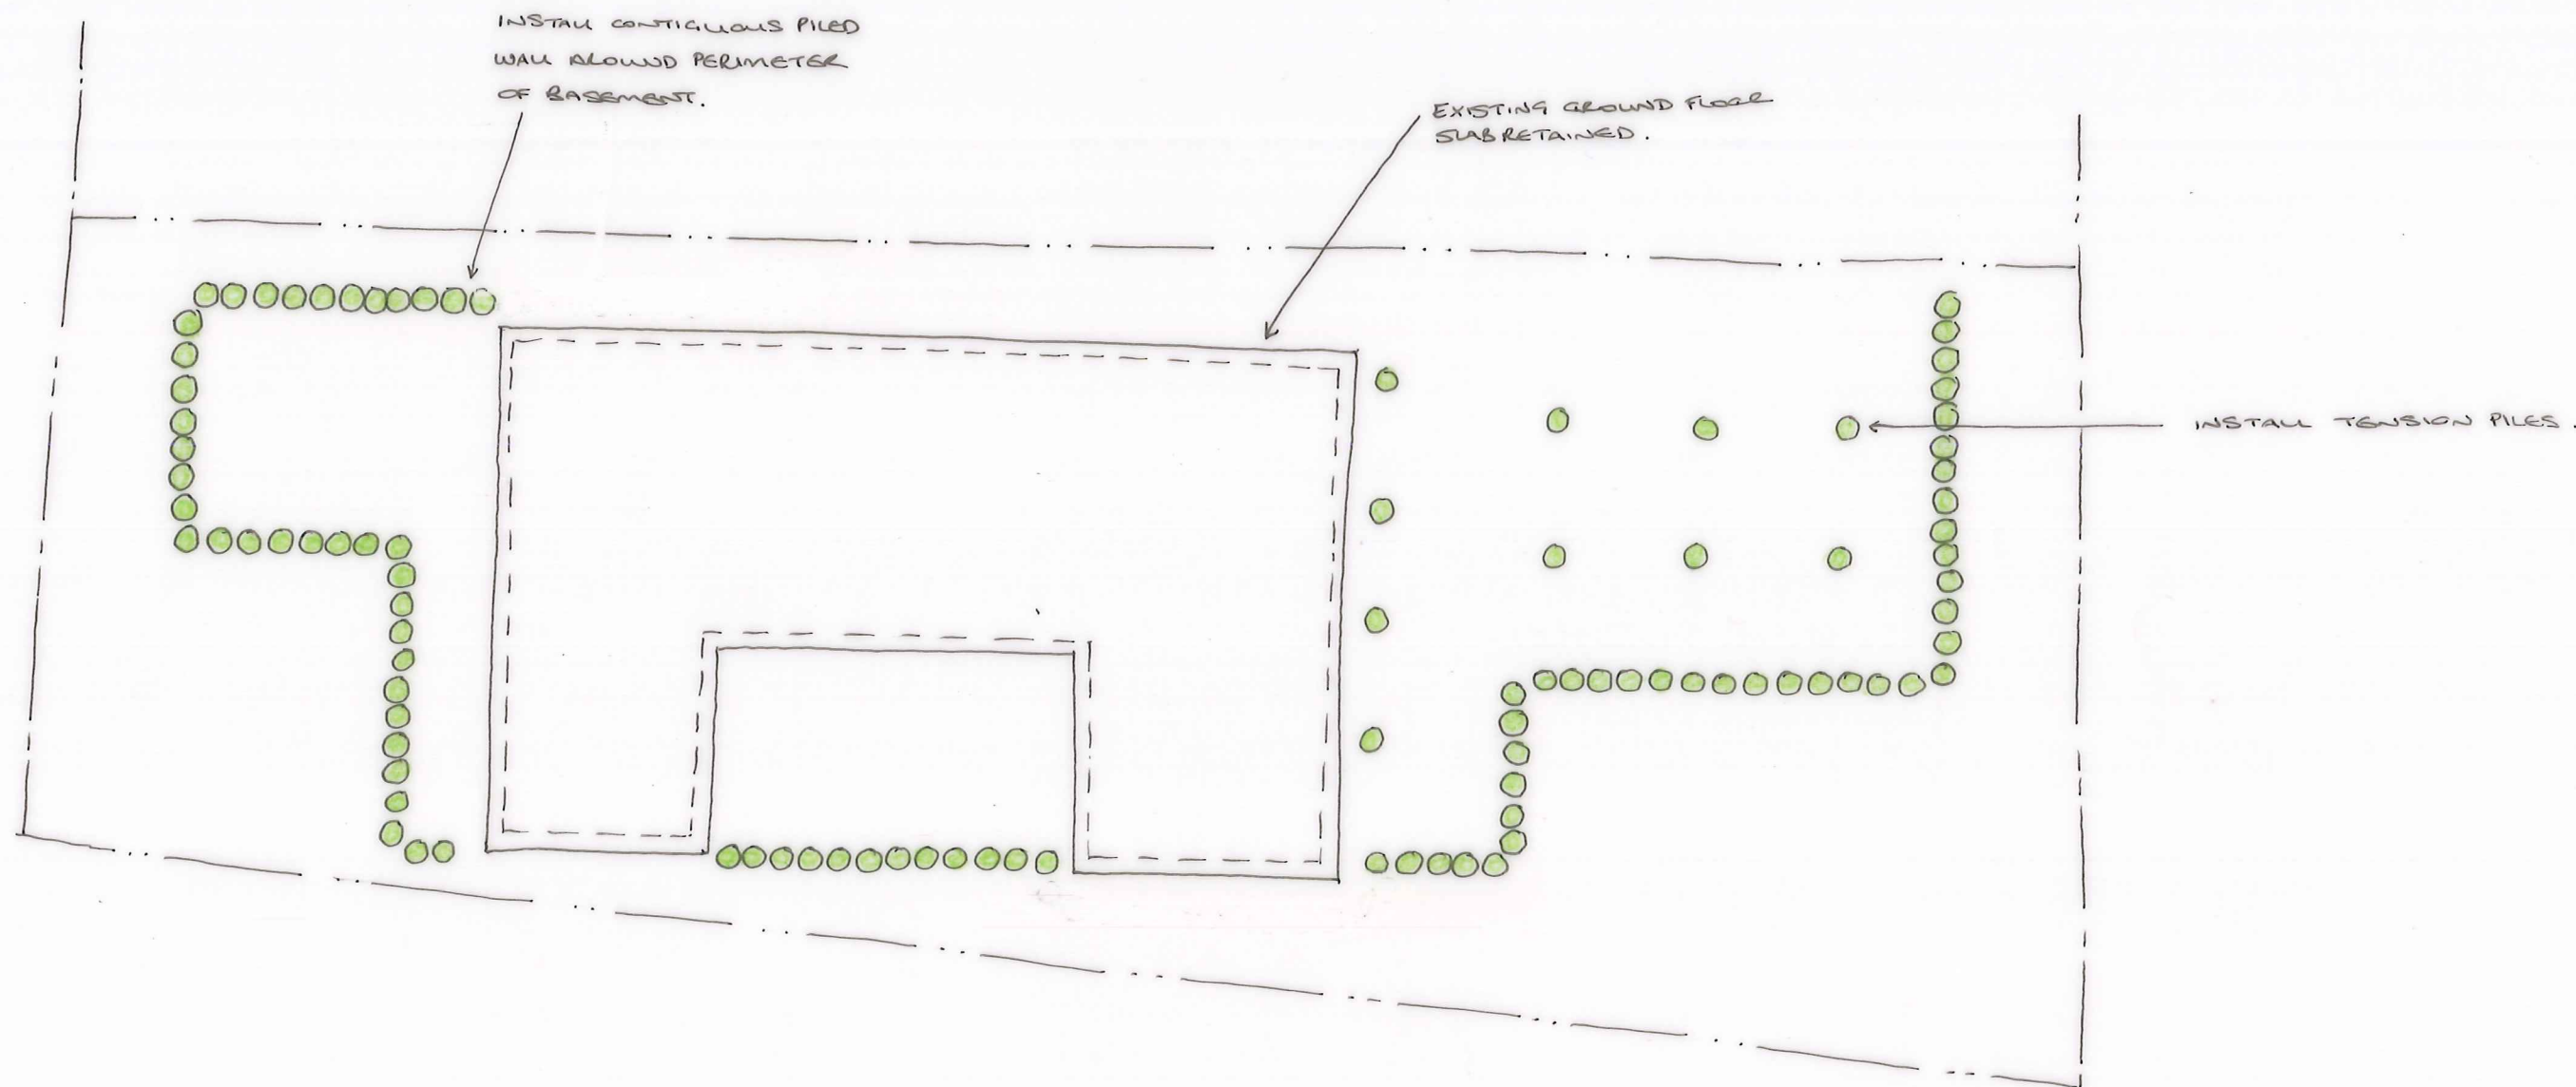 INSTALL CONTIGUOUS PILED
WALL AROUND PERIMETER
OF BASEMENT.
EXISTING GROUND FLOOR
SLAB RETAINED.
INSTALL TENSION PILES.